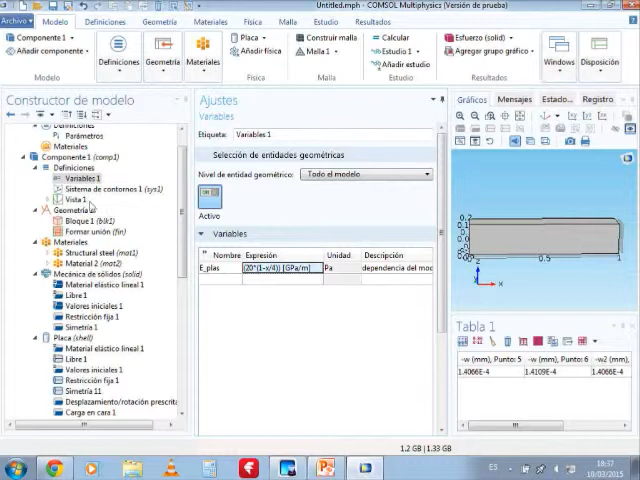 Untitled.mph - COMSOL Multiphysics (Versión de prueba)
Archivo Modelo Definiciones Geometría Materiales Física Malla Estudio Resultados
Componente 1
Añadir componente
Definiciones
Geometría
Materiales
Placa
Añadir física
Construir malla
Malla 1
Calcular
Estudio 1
Añadir estudio
Esfuerzo (solid)
Agregar grupo gráfico
Windows
Disposición
Modelo Física Malla Estudio Resultados
Constructor de modelo
Definiciones
Parámetros
Materiales
Componente 1 (comp1)
Definiciones
Variables 1
Sistema de contornos 1 (sys1)
Vista 1
Geometría
Bloque 1 (blk1)
Formar unión (fin)
Materiales
Structural steel (mat1)
Material 2 (mat2)
Mecánica de sólidos (solid)
Material elástico lineal 1
Libre 1
Valores iniciales 1
Restricción fija 1
Simetría 1
Placa (shell)
Material elástico lineal 1
Libre 1
Valores iniciales 1
Restricción fija 1
Simetría 11
Desplazamiento/rotación prescrita
Carga en cara 1
Ajustes
Variables
Etiqueta: Variables 1
Selección de entidades geométricas
Nivel de entidad geométrico: Todo el modelo
Activo
Variables
Nombre Expresión Unidad Descripción
E_plas (20*(1-x/4)) [GPa/m] Pa dependencia del mod
Gráficos Mensajes Estado... Registro
0.2
0.1
0.0
0.5
1
x
Tabla 1
-w (mm), Punto: 5 -w (mm), Punto: 6 -w2 (mm), P
1.4066E-4 1.4109E-4 1.4066E-4
1.2 GB | 1.33 GB
ES
18:37
10/03/2015